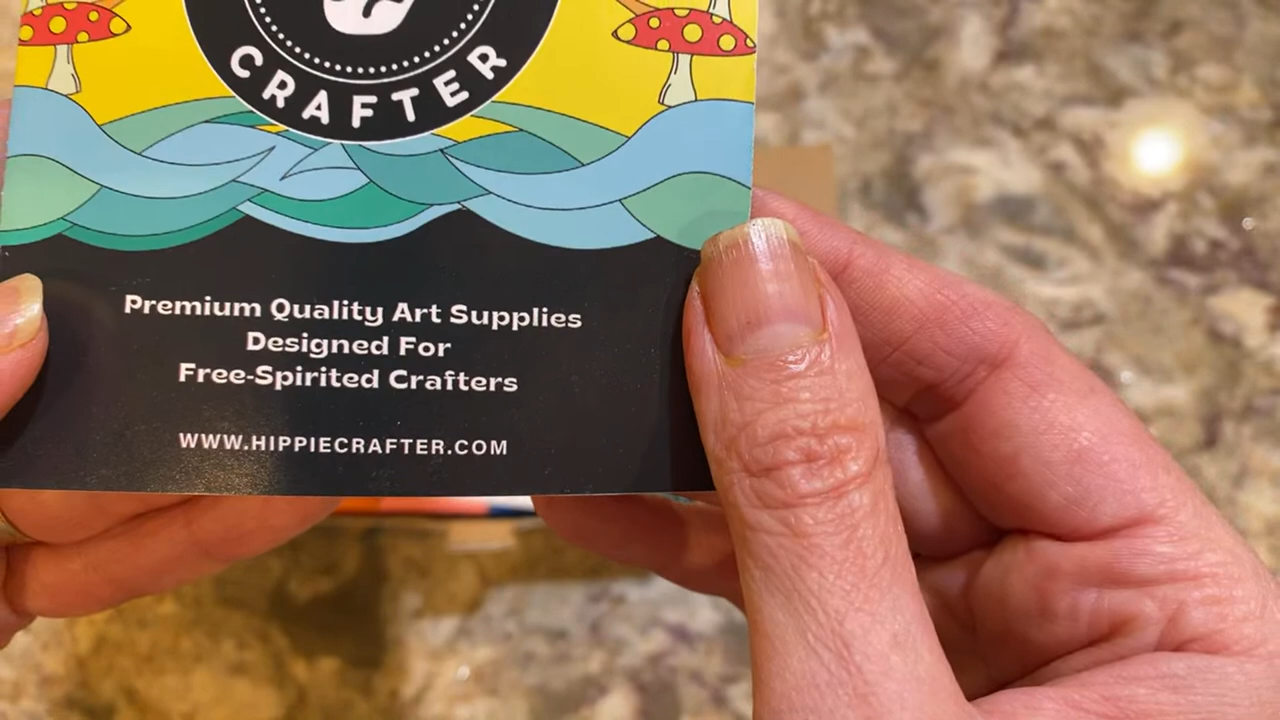 CRAFTER
Premium Quality Art Supplies
Designed For
Free-Spirited Crafters
WWW.HIPPIECRAFTER.COM